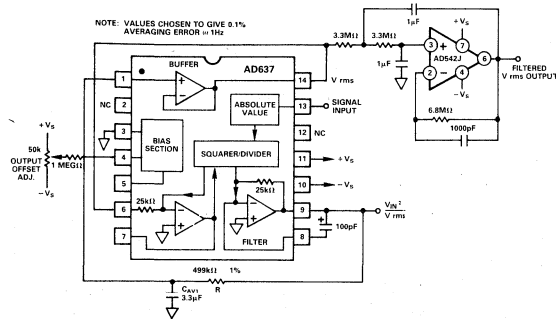 NOTE: VALUES CHOSEN TO GIVE 0.1%
AVERAGING ERROR @ 1Hz
1μF
3.3MΩ
3.3MΩ
+VS
3
7
AD542J
6
2
4
-VS
1μF
FILTERED
V rms OUTPUT
6.8MΩ
1000pF
BUFFER
AD637
1
14
V rms
NC
2
ABSOLUTE
VALUE
13
SIGNAL
INPUT
3
12
NC
BIAS
SECTION
SQUARER/DIVIDER
+VS
50k
OUTPUT
OFFSET
ADJ.
-VS
1 MEGΩ
4
11
+VS
5
25kΩ
10
-VS
6
25kΩ
9
VIN²
V rms
7
FILTER
8
+
100pF
499kΩ 1%
R
CAV1
3.3μF